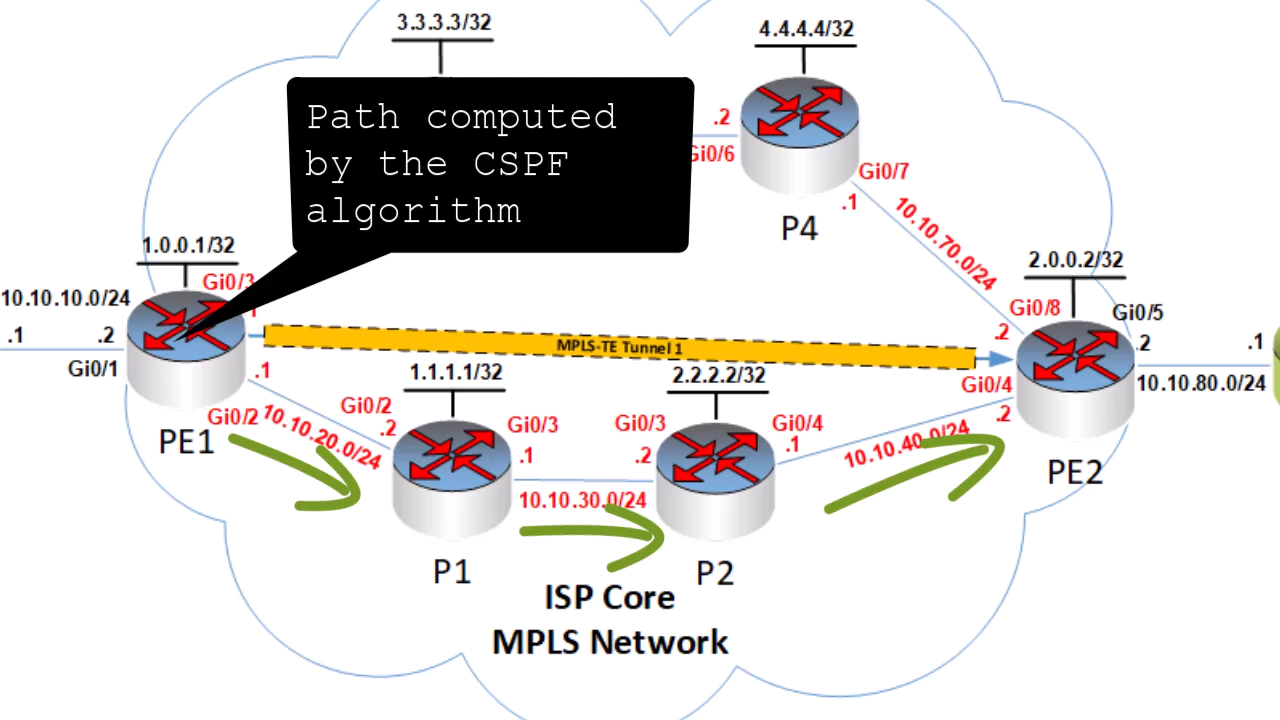 3.3.3.3/32
4.4.4.4/32
Path computed
by the CSPF
algorithm
.2
Gi0/6
Gi0/7
.1
P4
10.10.70.0/24
1.0.0.1/32
2.0.0.2/32
Gi0/3
10.10.10.0/24
.1
.2
Gi0/1
Gi0/8
Gi0/5
.2
.2
.1
10.10.80.0/24
MPLS-TE Tunnel 1
.1
1.1.1.1/32
2.2.2.2/32
Gi0/4
.2
Gi0/2
10.10.20.0/24
Gi0/2
.2
Gi0/3
.1
Gi0/3
.2
Gi0/4
.1
10.10.40.0/24
PE1
PE2
10.10.30.0/24
P1
P2
ISP Core
MPLS Network